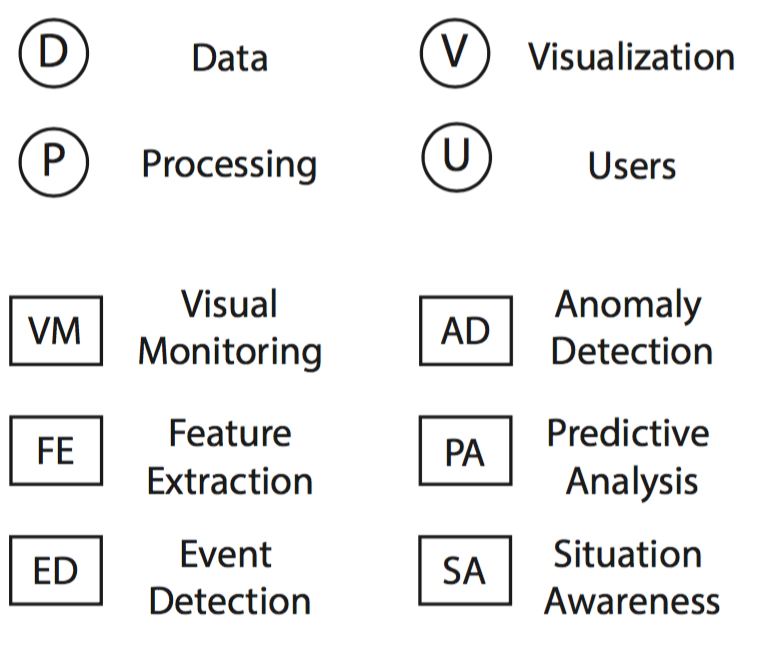 D Data V Visualization
P Processing U Users
VM Visual Monitoring AD Anomaly Detection
FE Feature Extraction PA Predictive Analysis
ED Event Detection SA Situation Awareness